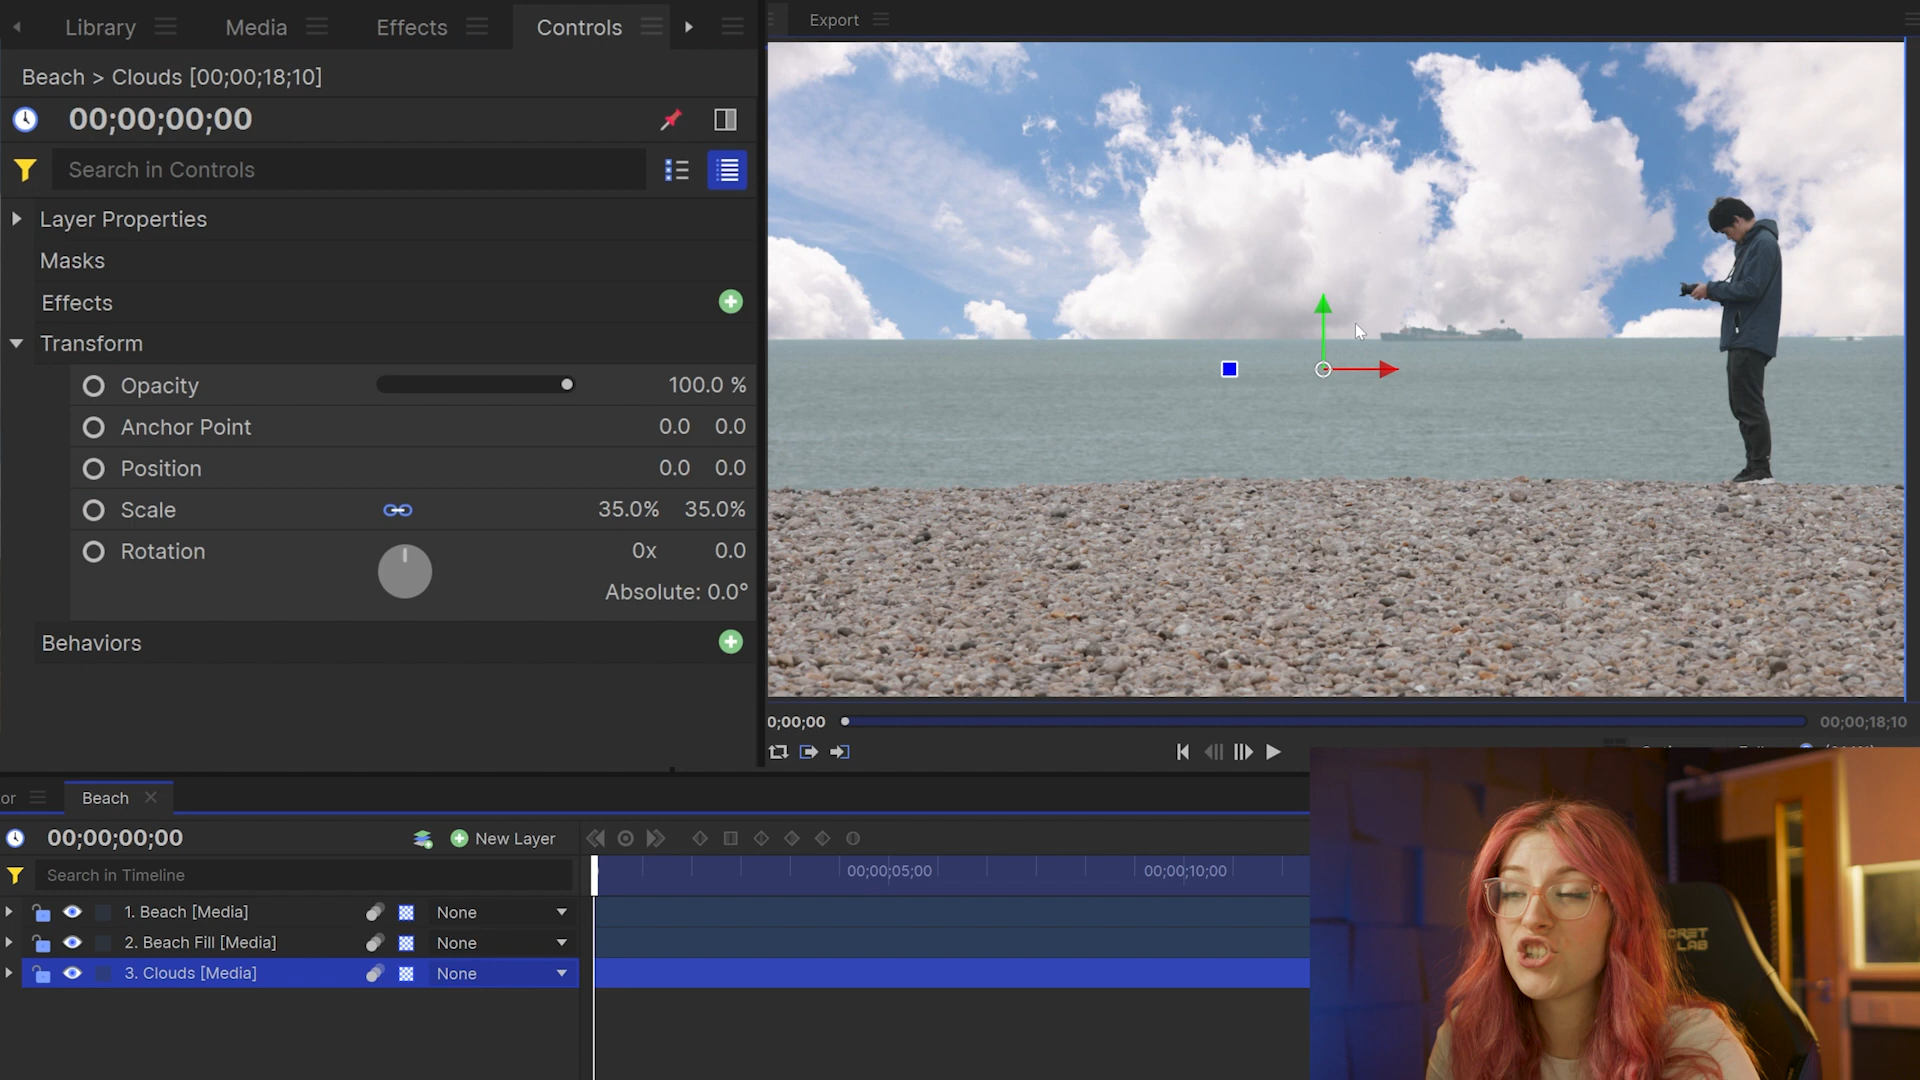 Library
Media
Effects
Controls
Export
Beach > Clouds [00;00;18;10]
00;00;00;00
Search in Controls
Layer Properties
Masks
Effects
Transform
Opacity 100.0 %
Anchor Point 0.0 0.0
Position 0.0 0.0
Scale 35.0% 35.0%
Rotation 0x 0.0
Absolute: 0.0°
Behaviors
0;00;00
00;00;18;10
or
Beach
00;00;00;00
New Layer
Search in Timeline
00;00;05;00
00;00;10;00
1. Beach [Media] None
2. Beach Fill [Media] None
3. Clouds [Media] None
CRET
LAB